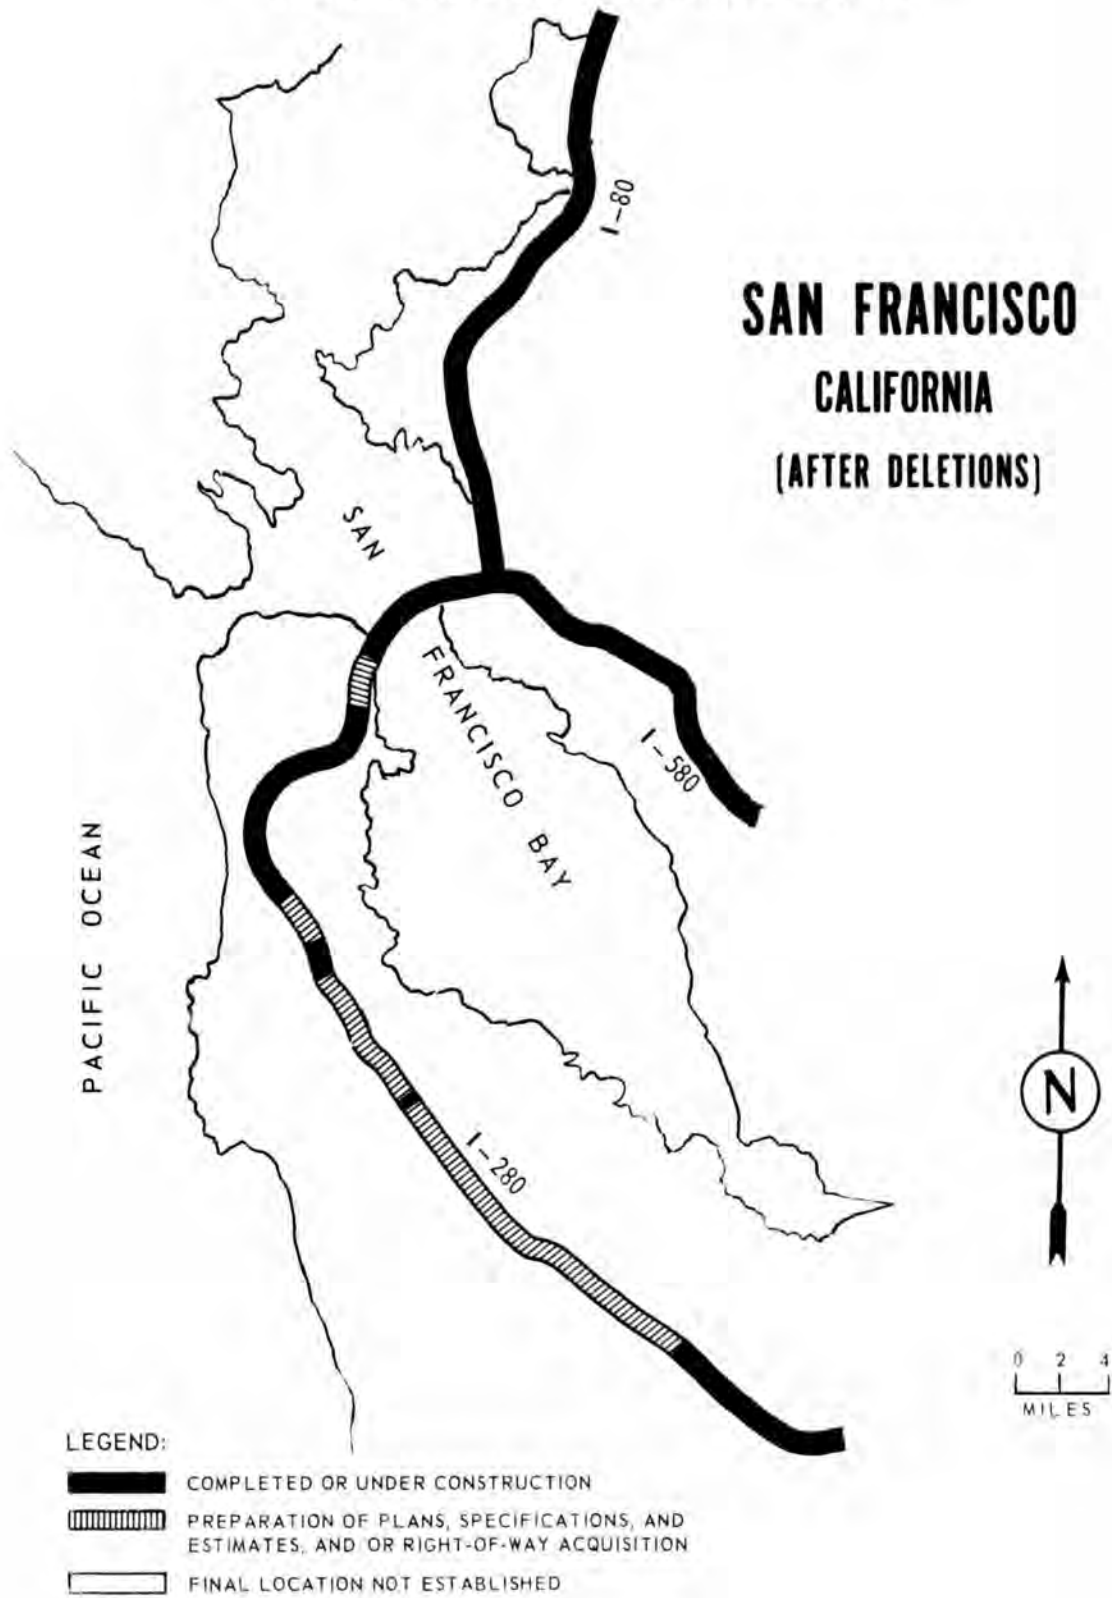 I-80
SAN FRANCISCO
CALIFORNIA
(AFTER DELETIONS)
SAN
FRANCISCO BAY
I-580
PACIFIC OCEAN
N
I-280
0 2 4
MILES
LEGEND:
COMPLETED OR UNDER CONSTRUCTION
PREPARATION OF PLANS, SPECIFICATIONS, AND
ESTIMATES, AND OR RIGHT-OF-WAY ACQUISITION
FINAL LOCATION NOT ESTABLISHED